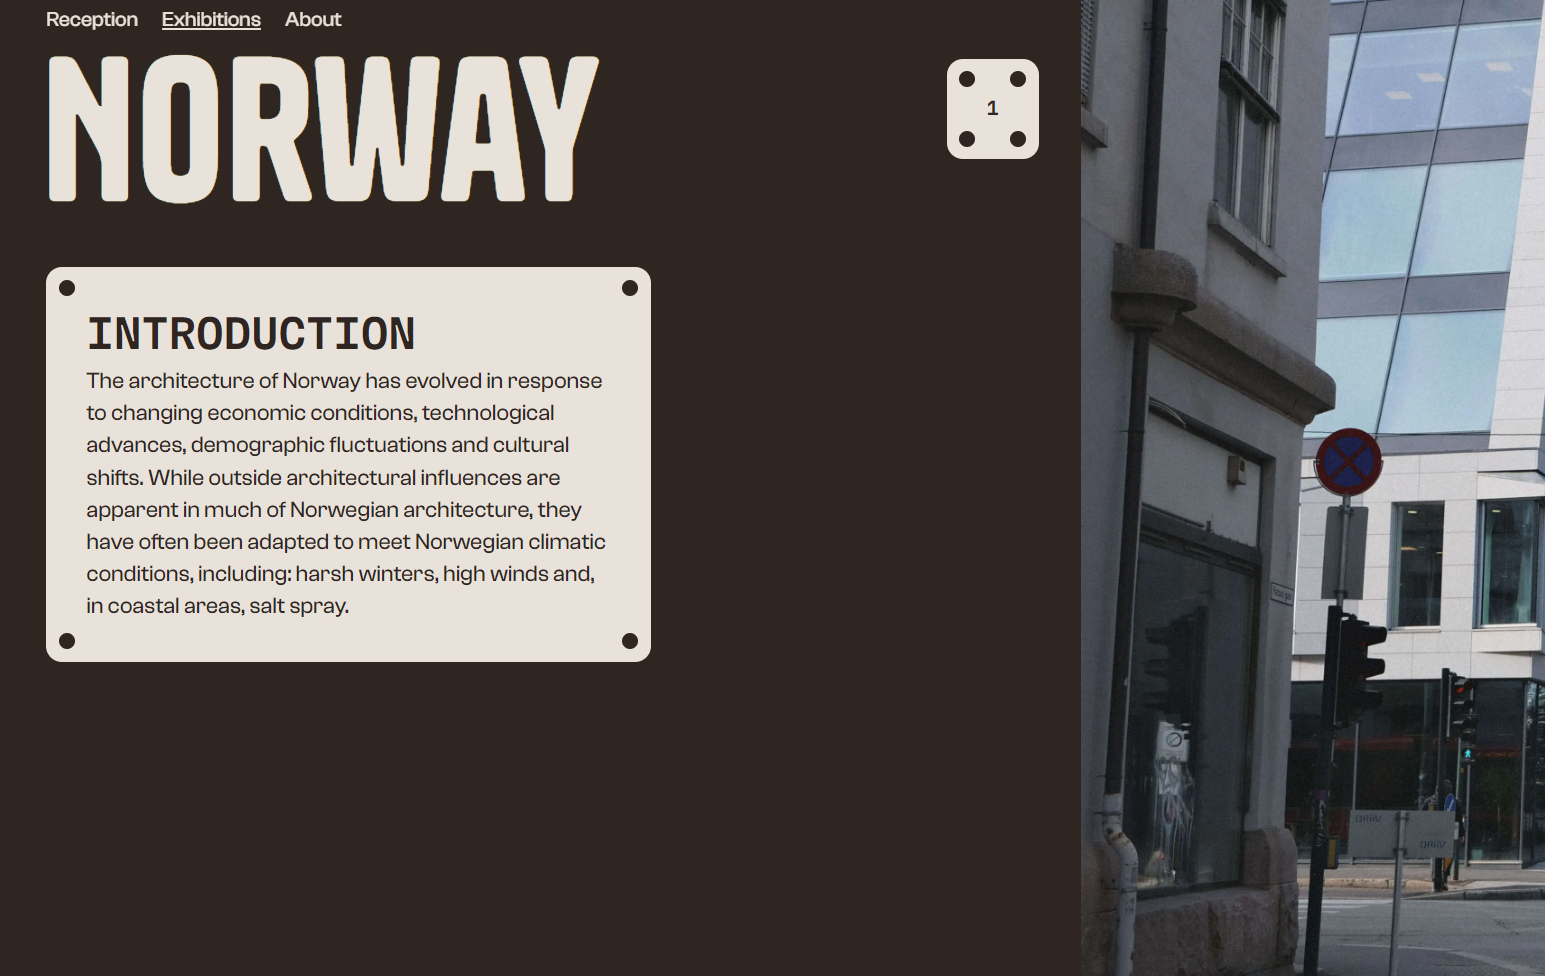 Reception Exhibitions About
NORWAY
1
INTRODUCTION
The architecture of Norway has evolved in response
to changing economic conditions, technological
advances, demographic fluctuations and cultural
shifts. While outside architectural influences are
apparent in much of Norwegian architecture, they
have often been adapted to meet Norwegian climatic
conditions, including: harsh winters, high winds and,
in coastal areas, salt spray.